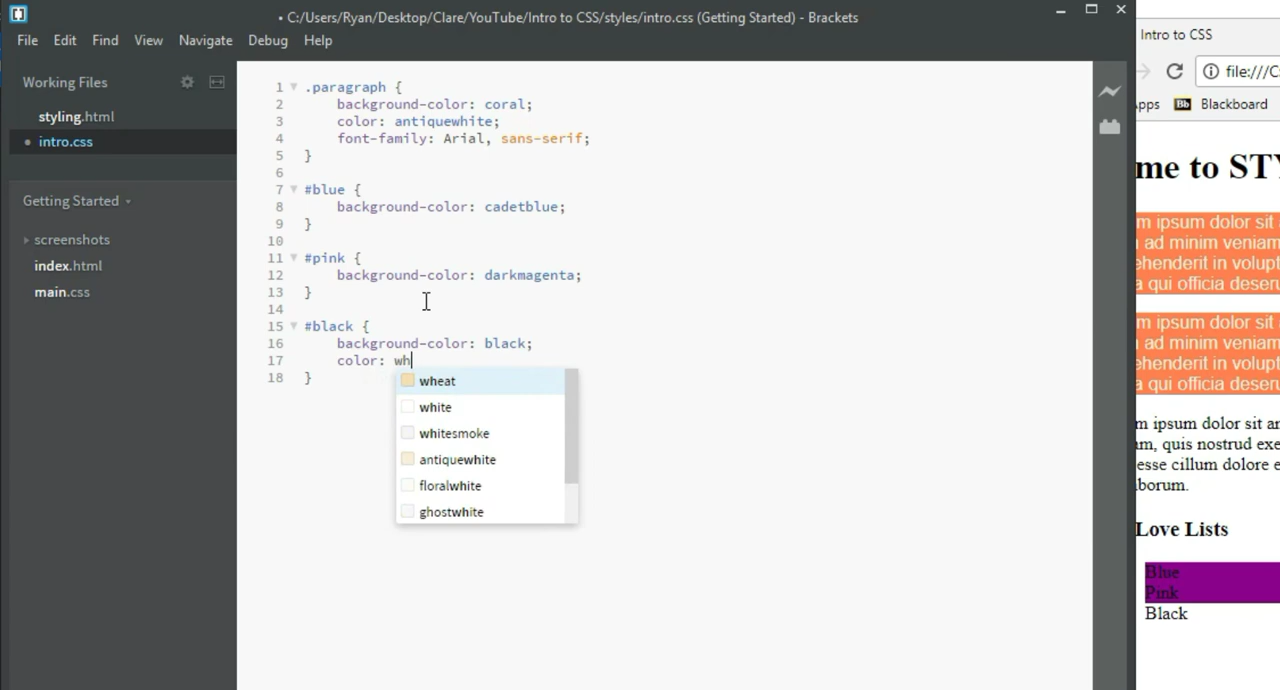 • C:/Users/Ryan/Desktop/Clare/YouTube/Intro to CSS/styles/intro.css (Getting Started) - Brackets
File Edit Find View Navigate Debug Help
Working Files
styling.html
• intro.css
Getting Started
screenshots
index.html
main.css
1 .paragraph {
2 background-color: coral;
3 color: antiquewhite;
4 font-family: Arial, sans-serif;
5 }
6
7 #blue {
8 background-color: cadetblue;
9 }
10
11 #pink {
12 background-color: darkmagenta;
13 }
14
15 #black {
16 background-color: black;
17 color: wh
18 }
wheat
white
whitesmoke
antiquewhite
floralwhite
ghostwhite
Intro to CSS
file:///C:
pps Bb Blackboard
me to STY
m ipsum dolor sit
ad minim veniam
ehenderit in volupt
a qui officia deseru
m ipsum dolor sit
ad minim veniam
ehenderit in volupt
a qui officia deseru
m ipsum dolor sit
m, quis nostrud exe
esse cillum dolore e
borum.
Love Lists
Blue
Pink
Black